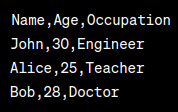 Name,Age,Occupation
John,30,Engineer
Alice,25,Teacher
Bob,28,Doctor